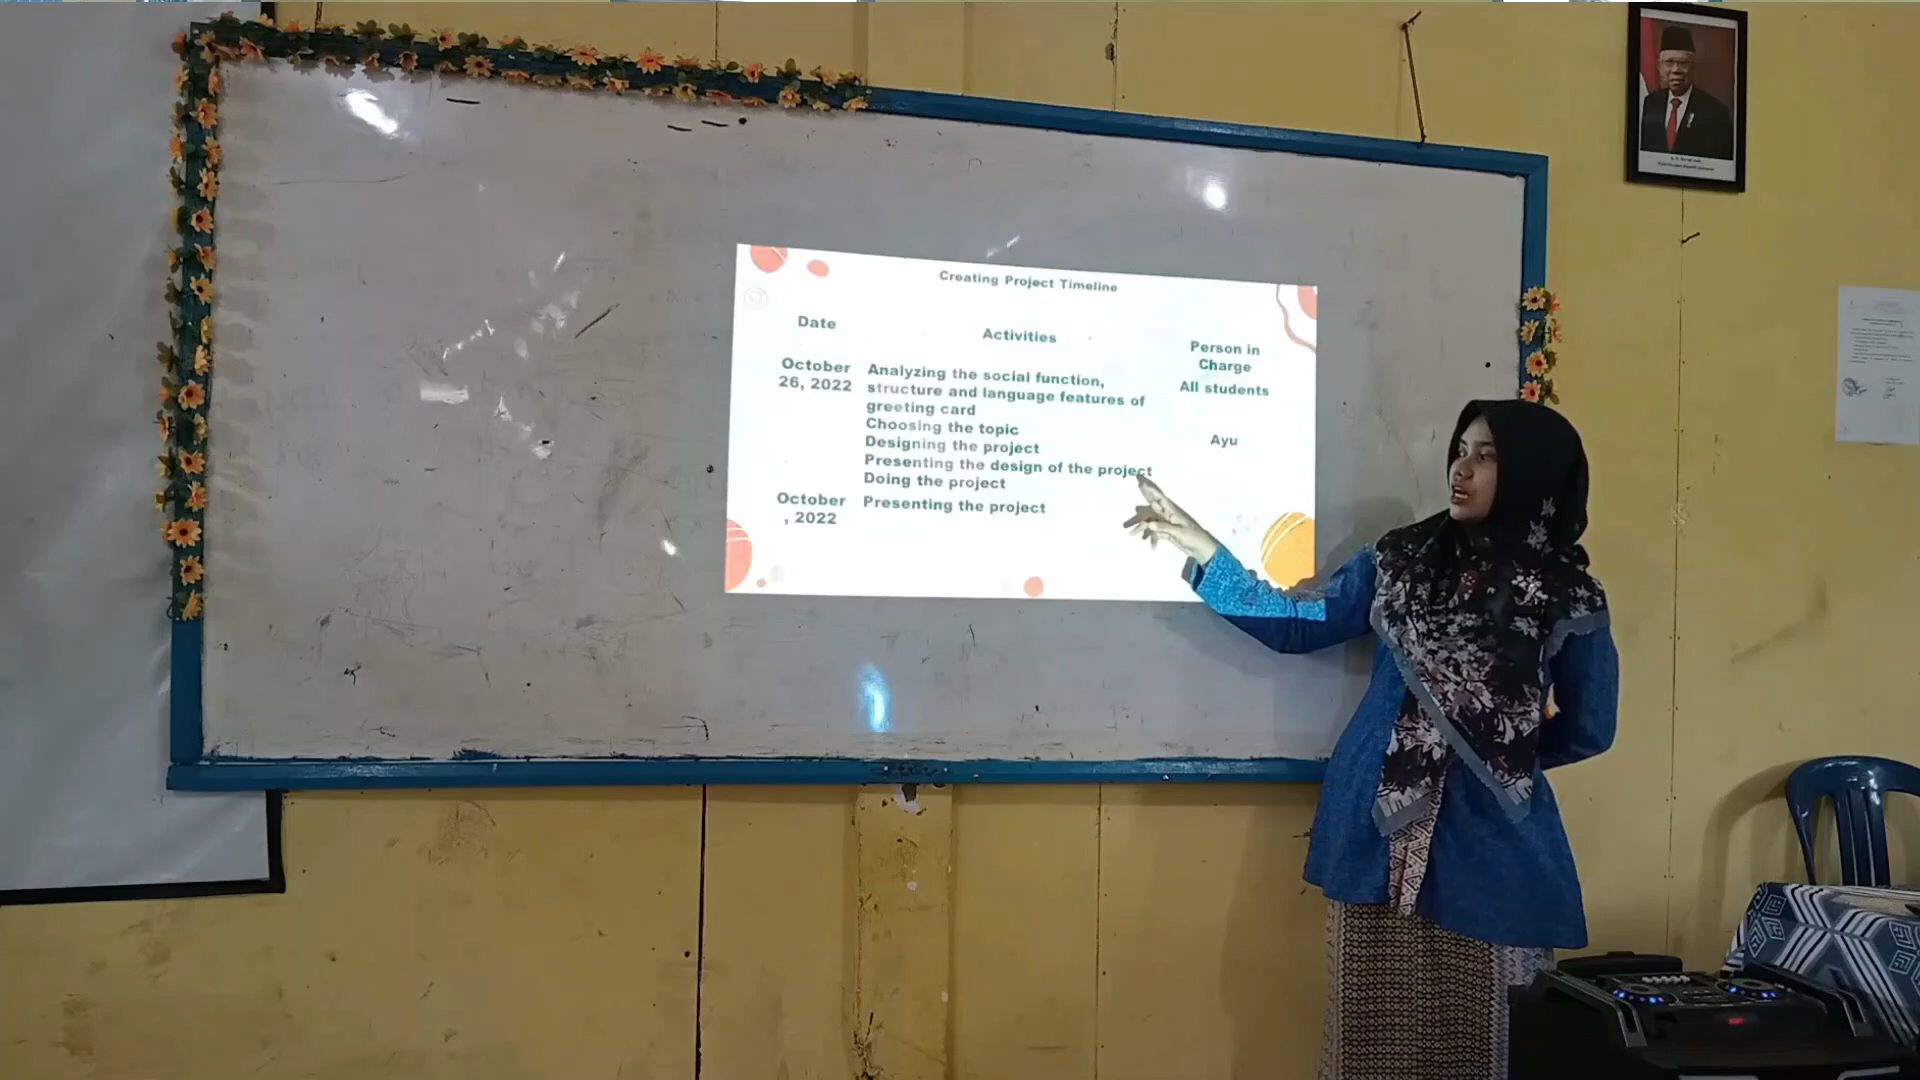 Creating Project Timeline
Date
Activities
Person in
Charge
October
26, 2022
Analyzing the social function,
structure and language features of
greeting card
Choosing the topic
Designing the project
Presenting the design of the project
Doing the project
All students
Ayu
October
, 2022
Presenting the project